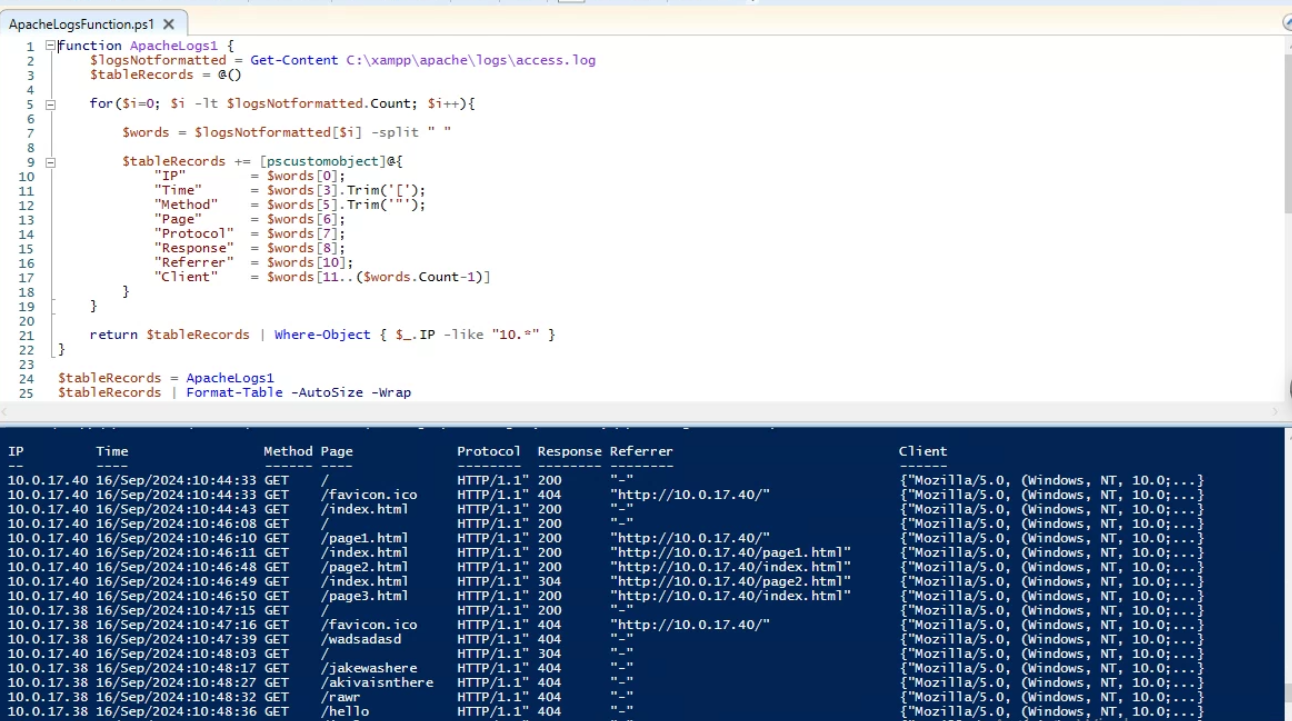 ApacheLogsFunction.ps1 X
1 function ApacheLogs1 {
2 $logsNotformatted = Get-Content C:\xampp\apache\logs\access.log
3 $tableRecords = @()
4
5 for($i=0; $i -lt $logsNotformatted.Count; $i++){
6
7 $words = $logsNotformatted[$i] -split " "
8
9 $tableRecords += [pscustomobject]@{
10 "IP" = $words[0];
11 "Time" = $words[3].Trim('[');
12 "Method" = $words[5].Trim('"');
13 "Page" = $words[6];
14 "Protocol" = $words[7];
15 "Response" = $words[8];
16 "Referrer" = $words[10];
17 "Client" = $words[11..($words.Count-1)]
18 }
19 }
20
21 return $tableRecords | Where-Object { $_.IP -like "10.*" }
22 }
23
24 $tableRecords = ApacheLogs1
25 $tableRecords | Format-Table -AutoSize -Wrap
IP Time Method Page Protocol Response Referrer Client
-- ---- ------ ---- -------- -------- -------- ------
10.0.17.40 16/Sep/2024:10:44:33 GET / HTTP/1.1" 200 "-" {"Mozilla/5.0, (Windows, NT, 10.0;...}
10.0.17.40 16/Sep/2024:10:44:33 GET /favicon.ico HTTP/1.1" 404 "http://10.0.17.40/" {"Mozilla/5.0, (Windows, NT, 10.0;...}
10.0.17.40 16/Sep/2024:10:44:43 GET /index.html HTTP/1.1" 200 "-" {"Mozilla/5.0, (Windows, NT, 10.0;...}
10.0.17.40 16/Sep/2024:10:46:08 GET / HTTP/1.1" 200 "-" {"Mozilla/5.0, (Windows, NT, 10.0;...}
10.0.17.40 16/Sep/2024:10:46:10 GET /page1.html HTTP/1.1" 200 "http://10.0.17.40/" {"Mozilla/5.0, (Windows, NT, 10.0;...}
10.0.17.40 16/Sep/2024:10:46:11 GET /index.html HTTP/1.1" 200 "http://10.0.17.40/page1.html" {"Mozilla/5.0, (Windows, NT, 10.0;...}
10.0.17.40 16/Sep/2024:10:46:48 GET /page2.html HTTP/1.1" 200 "http://10.0.17.40/index.html" {"Mozilla/5.0, (Windows, NT, 10.0;...}
10.0.17.40 16/Sep/2024:10:46:49 GET /index.html HTTP/1.1" 304 "http://10.0.17.40/page2.html" {"Mozilla/5.0, (Windows, NT, 10.0;...}
10.0.17.40 16/Sep/2024:10:46:50 GET /page3.html HTTP/1.1" 200 "http://10.0.17.40/index.html" {"Mozilla/5.0, (Windows, NT, 10.0;...}
10.0.17.38 16/Sep/2024:10:47:15 GET / HTTP/1.1" 200 "-" {"Mozilla/5.0, (Windows, NT, 10.0;...}
10.0.17.38 16/Sep/2024:10:47:16 GET /favicon.ico HTTP/1.1" 404 "http://10.0.17.40/" {"Mozilla/5.0, (Windows, NT, 10.0;...}
10.0.17.38 16/Sep/2024:10:47:39 GET /wadsadasd HTTP/1.1" 404 "-" {"Mozilla/5.0, (Windows, NT, 10.0;...}
10.0.17.40 16/Sep/2024:10:48:03 GET / HTTP/1.1" 304 "-" {"Mozilla/5.0, (Windows, NT, 10.0;...}
10.0.17.38 16/Sep/2024:10:48:17 GET /jakewashere HTTP/1.1" 404 "-" {"Mozilla/5.0, (Windows, NT, 10.0;...}
10.0.17.38 16/Sep/2024:10:48:27 GET /akivaisnthere HTTP/1.1" 404 "-" {"Mozilla/5.0, (Windows, NT, 10.0;...}
10.0.17.38 16/Sep/2024:10:48:32 GET /rawr HTTP/1.1" 404 "-" {"Mozilla/5.0, (Windows, NT, 10.0;...}
10.0.17.38 16/Sep/2024:10:48:36 GET /hello HTTP/1.1" 404 "-" {"Mozilla/5.0, (Windows, NT, 10.0;...}